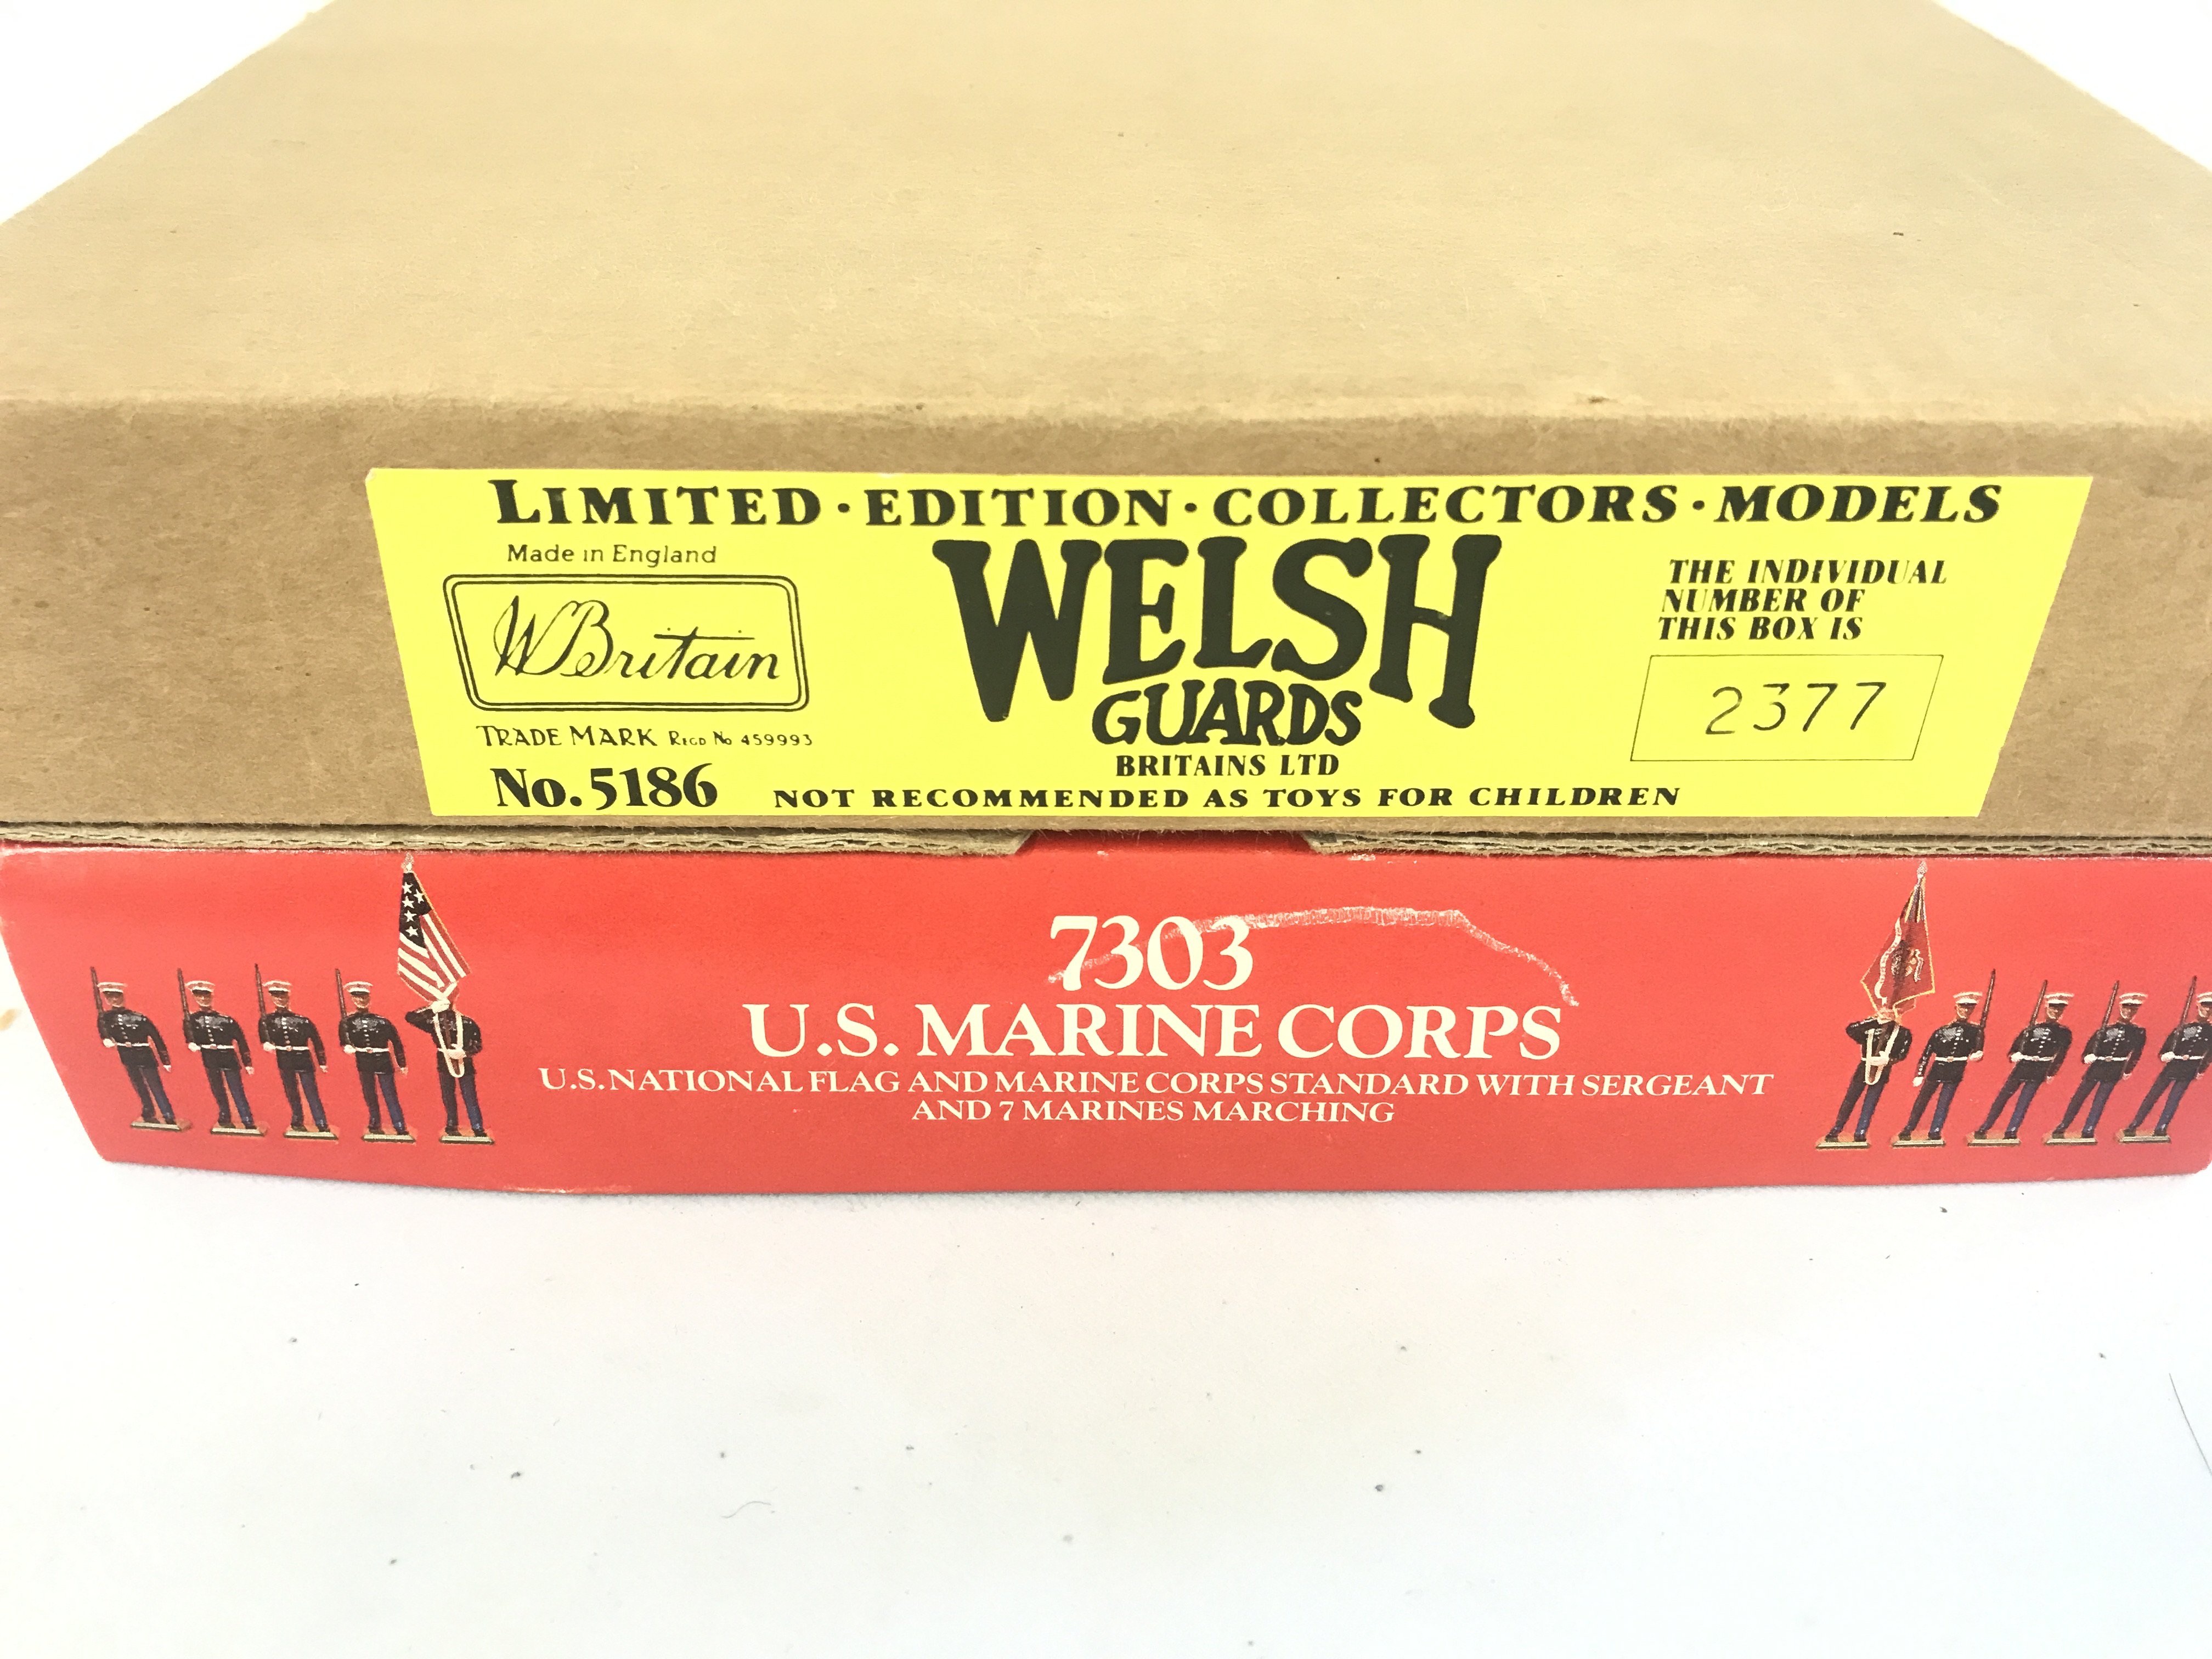 LIMITED · EDITION · COLLECTORS · MODELS
Made in England
W Britain
TRADE MARK REGD No 459993
No. 5186
WELSH
GUARDS
BRITAINS LTD
NOT RECOMMENDED AS TOYS FOR CHILDREN
THE INDIVIDUAL
NUMBER OF
THIS BOX IS
2377
7303
U.S. MARINE CORPS
U.S. NATIONAL FLAG AND MARINE CORPS STANDARD WITH SERGEANT
AND 7 MARINES MARCHING